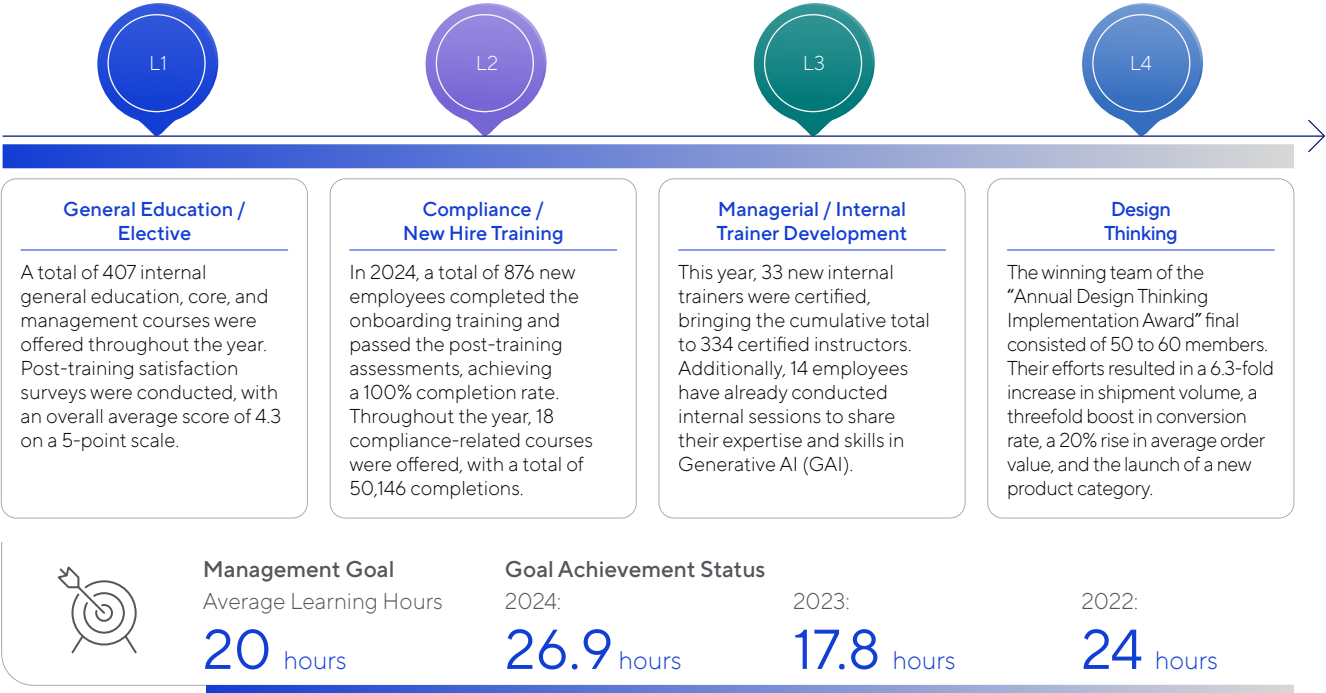 L1
L2
L3
L4
General Education /
Elective
A total of 407 internal
general education, core, and
management courses were
offered throughout the year.
Post-training satisfaction
surveys were conducted, with
an overall average score of 4.3
on a 5-point scale.
Compliance /
New Hire Training
In 2024, a total of 876 new
employees completed the
onboarding training and
passed the post-training
assessments, achieving
a 100% completion rate.
Throughout the year, 18
compliance-related courses
were offered, with a total of
50,146 completions.
Managerial / Internal
Trainer Development
This year, 33 new internal
trainers were certified,
bringing the cumulative total
to 334 certified instructors.
Additionally, 14 employees
have already conducted
internal sessions to share
their expertise and skills in
Generative AI (GAI).
Design
Thinking
The winning team of the
“Annual Design Thinking
Implementation Award” final
consisted of 50 to 60 members.
Their efforts resulted in a 6.3-fold
increase in shipment volume, a
threefold boost in conversion
rate, a 20% rise in average order
value, and the launch of a new
product category.
Management Goal
Average Learning Hours
20 hours
Goal Achievement Status
2024:
26.9 hours
2023:
17.8 hours
2022:
24 hours